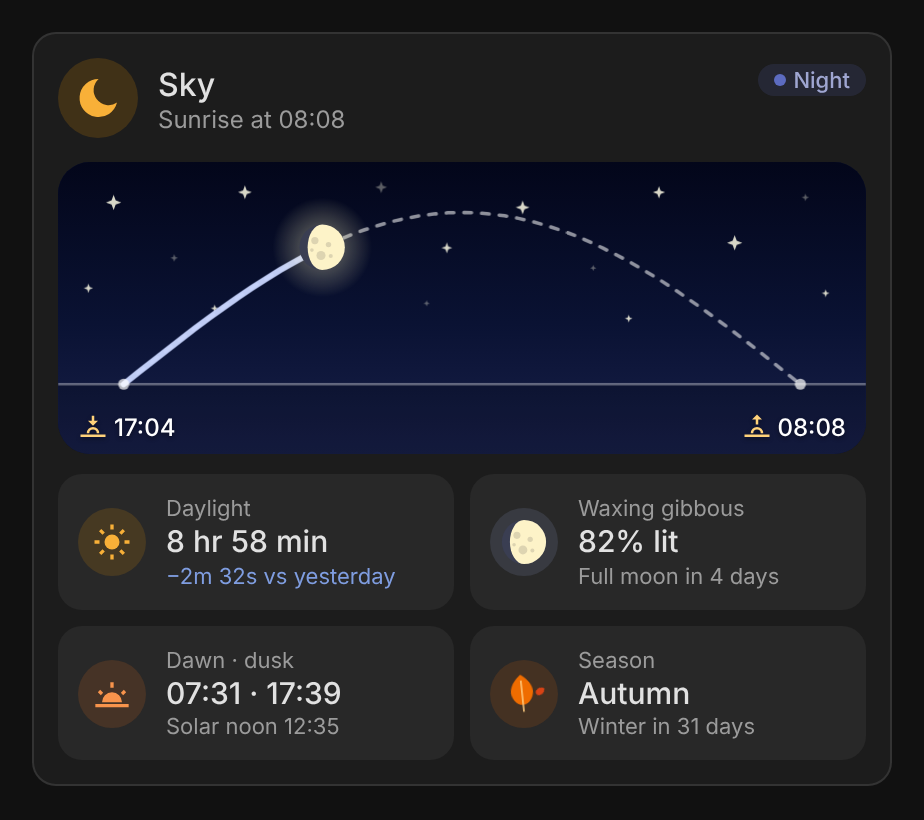 Sky
Sunrise at 08:08
Night
17:04
08:08
Daylight
8 hr 58 min
−2m 32s vs yesterday
Waxing gibbous
82% lit
Full moon in 4 days
Dawn · dusk
07:31 · 17:39
Solar noon 12:35
Season
Autumn
Winter in 31 days